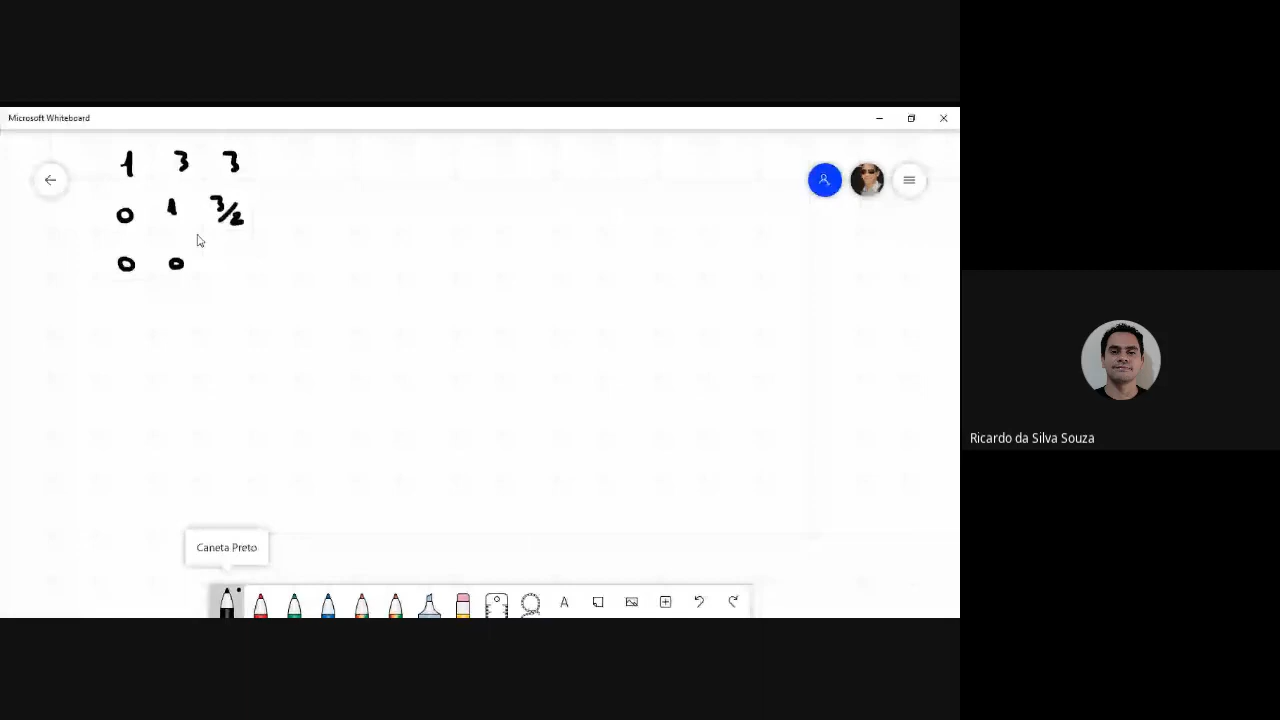 Microsoft Whiteboard
1 3 3
0 1 3/2
0 0
Ricardo da Silva Souza
Caneta Preto
A